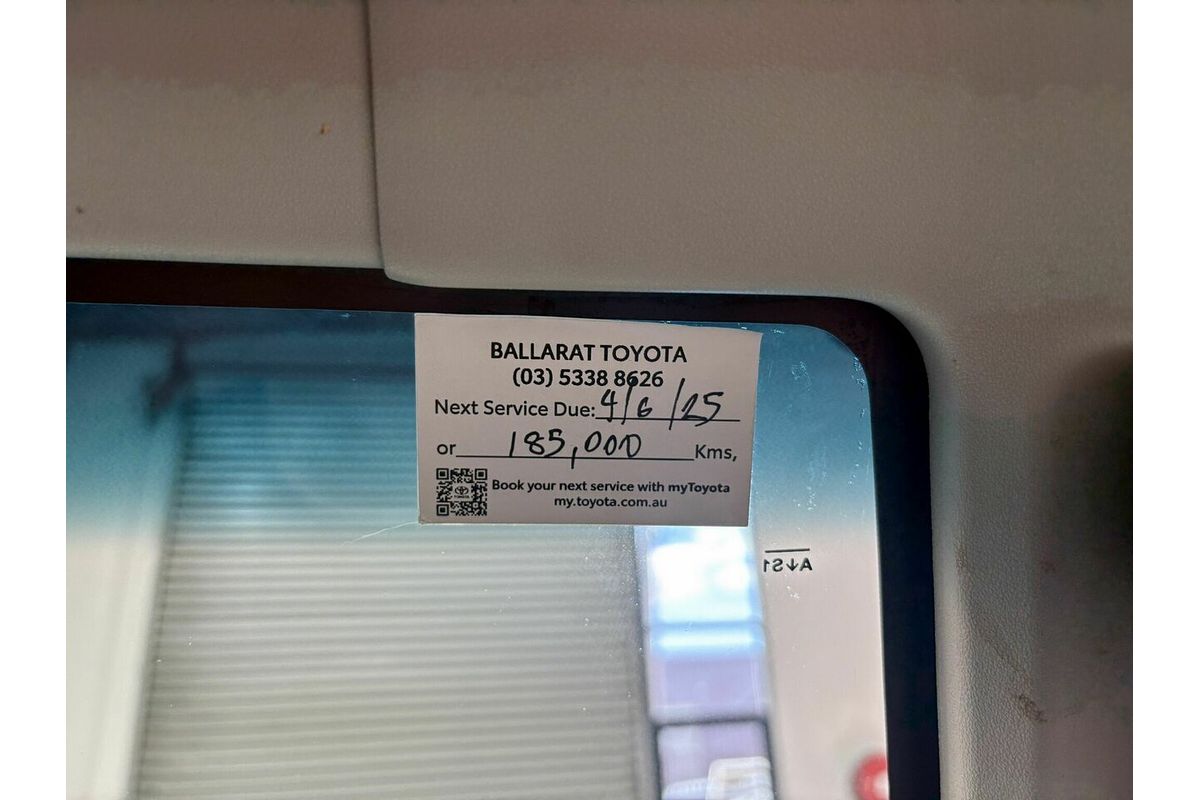 BALLARAT TOYOTA
(03) 5338 8626
Next Service Due: 4/6/25
or 185,000 Kms,
Book your next service with myToyota
my.toyota.com.au
A↓S1